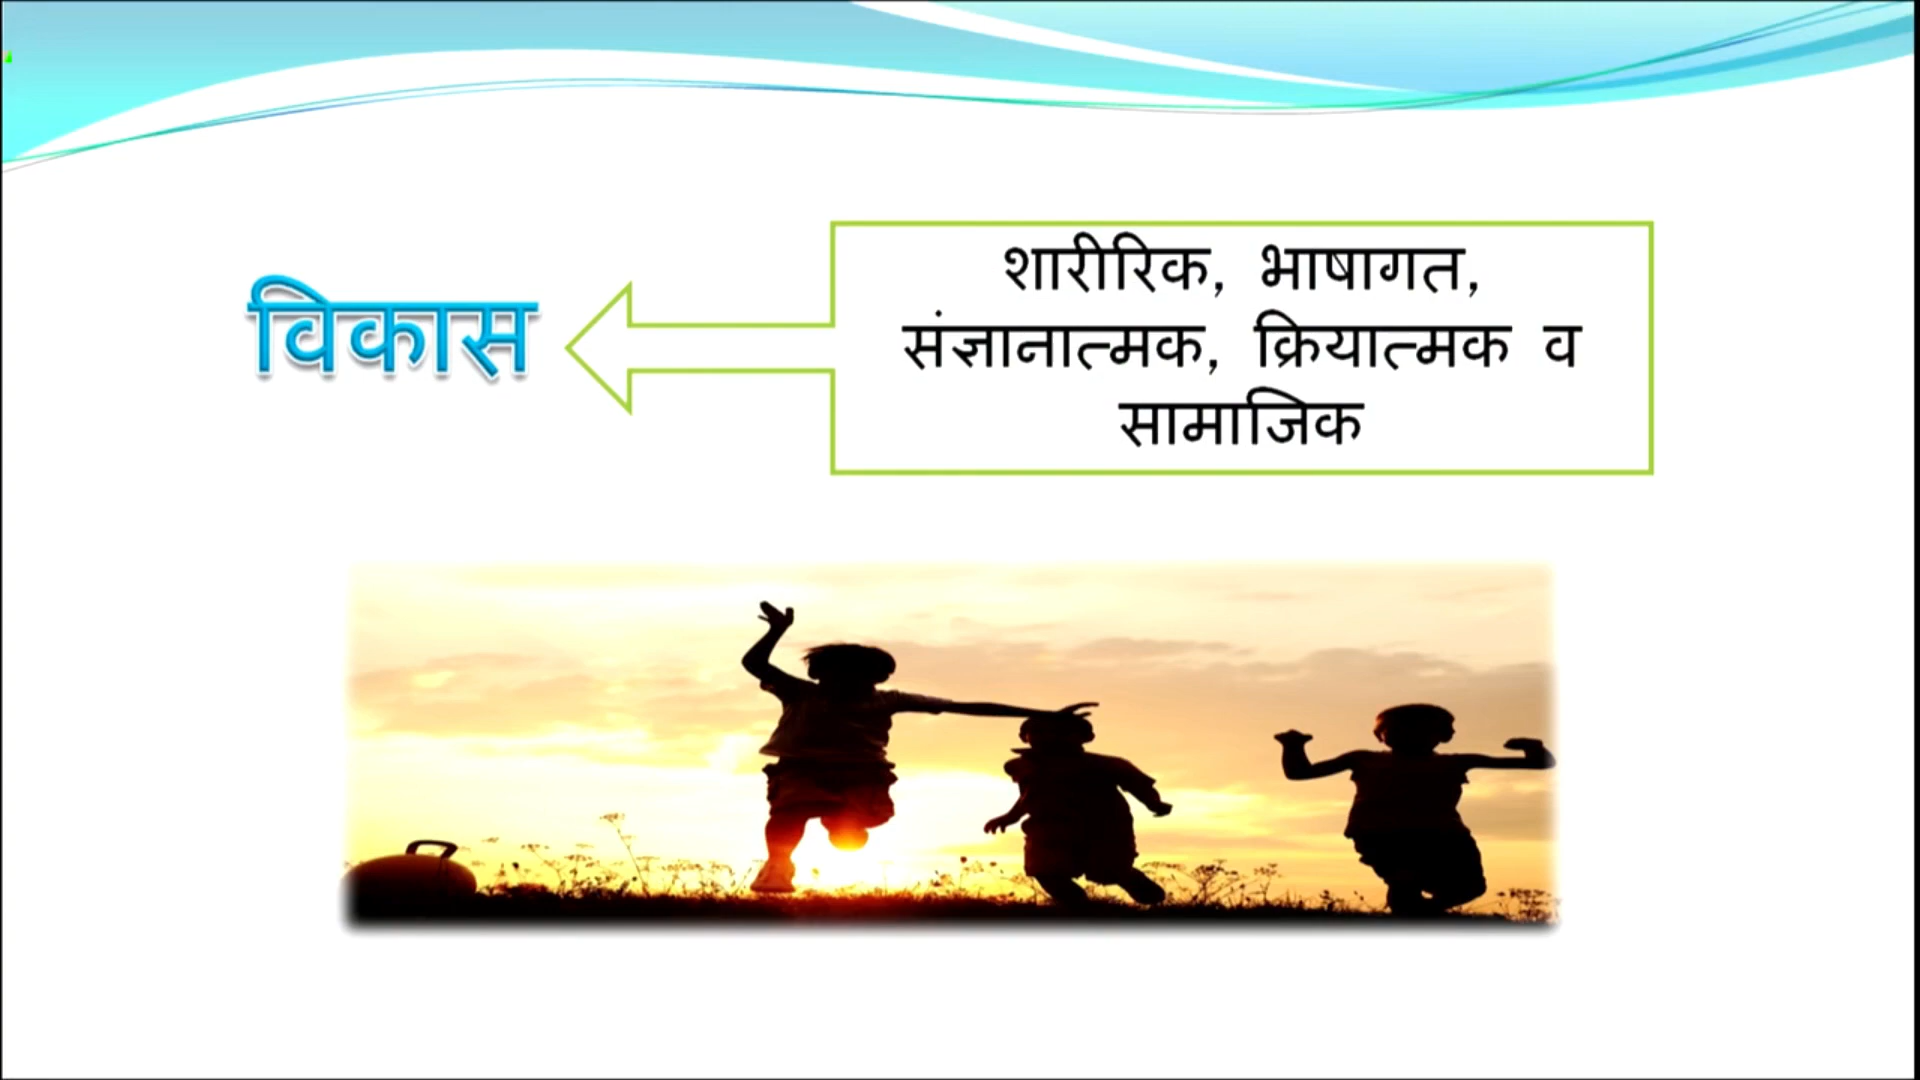 विकास
शारीरिक, भाषागत,
संज्ञानात्मक, क्रियात्मक व
सामाजिक